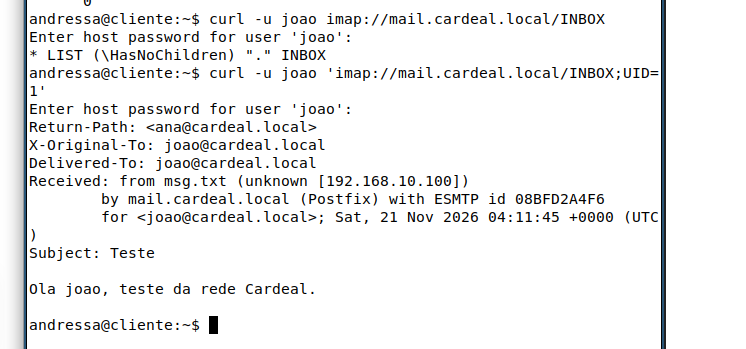 0
andressa@cliente:~$ curl -u joao imap://mail.cardeal.local/INBOX
Enter host password for user 'joao':
* LIST (\HasNoChildren) "." INBOX
andressa@cliente:~$ curl -u joao 'imap://mail.cardeal.local/INBOX;UID=
1'
Enter host password for user 'joao':
Return-Path: <ana@cardeal.local>
X-Original-To: joao@cardeal.local
Delivered-To: joao@cardeal.local
Received: from msg.txt (unknown [192.168.10.100])
        by mail.cardeal.local (Postfix) with ESMTP id 08BFD2A4F6
        for <joao@cardeal.local>; Sat, 21 Nov 2026 04:11:45 +0000 (UTC
)
Subject: Teste

Ola joao, teste da rede Cardeal.

andressa@cliente:~$